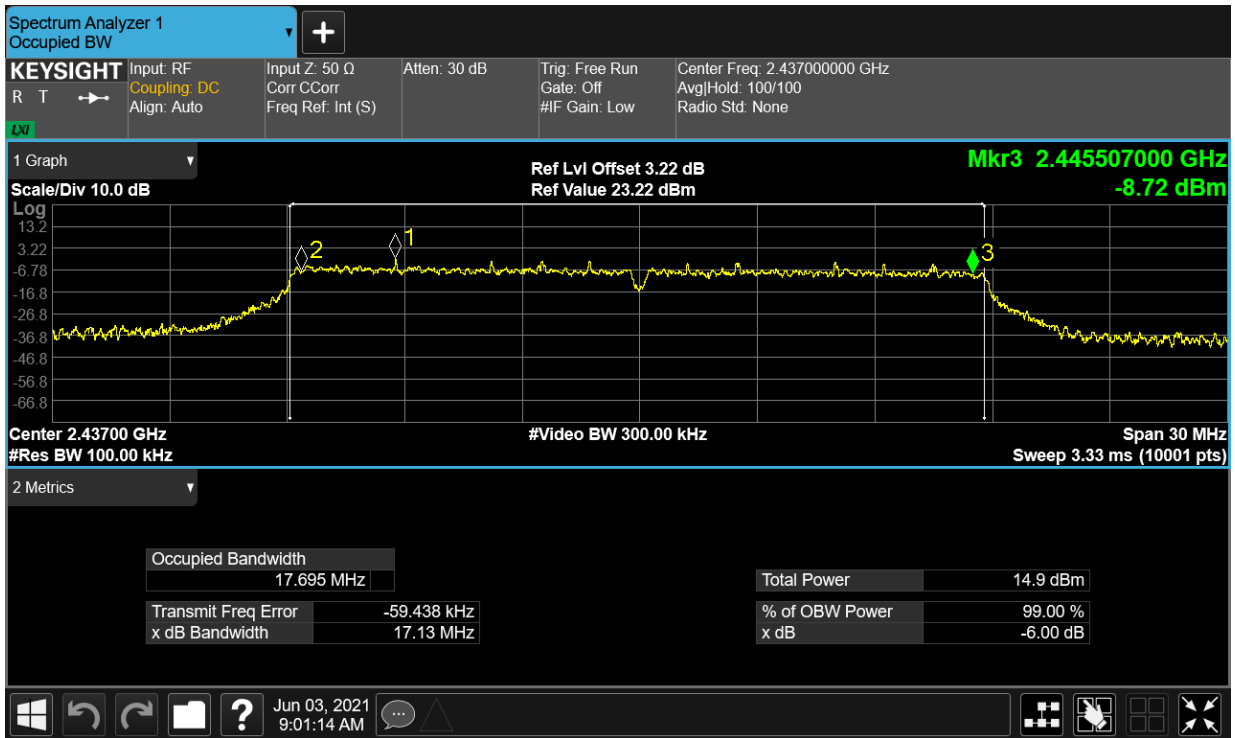 Spectrum Analyzer 1
Occupied BW
KEYSIGHT
R T
LXI
Input: RF
Coupling: DC
Align: Auto
Input Z: 50 Ω
Corr CCorr
Freq Ref: Int (S)
Atten: 30 dB
Trig: Free Run
Gate: Off
#IF Gain: Low
Center Freq: 2.437000000 GHz
Avg|Hold: 100/100
Radio Std: None
1 Graph
Ref Lvl Offset 3.22 dB
Mkr3 2.445507000 GHz
Scale/Div 10.0 dB
Ref Value 23.22 dBm
-8.72 dBm
Log
13.2
3.22
-6.78
-16.8
-26.8
-36.8
-46.8
-56.8
-66.8
2
1
3
Center 2.43700 GHz
#Video BW 300.00 kHz
Span 30 MHz
#Res BW 100.00 kHz
Sweep 3.33 ms (10001 pts)
2 Metrics
Occupied Bandwidth
17.695 MHz
Total Power 14.9 dBm
Transmit Freq Error -59.438 kHz
% of OBW Power 99.00 %
x dB Bandwidth 17.13 MHz
x dB -6.00 dB
?
Jun 03, 2021
9:01:14 AM